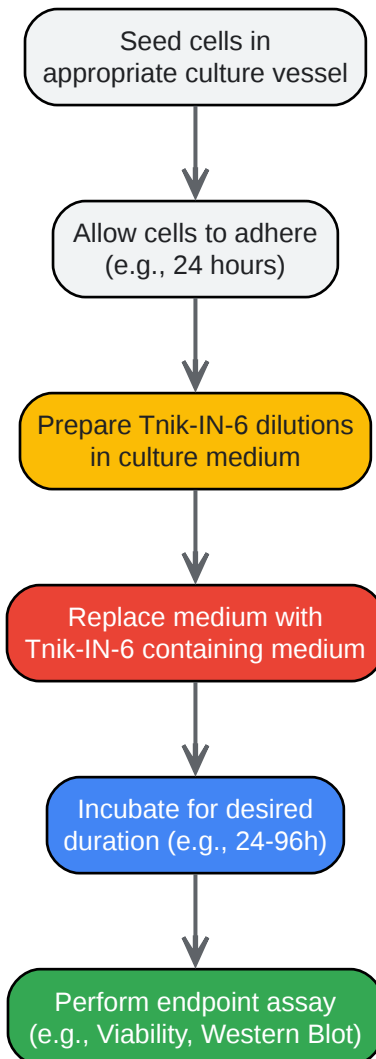 Seed cells in
appropriate culture vessel
Allow cells to adhere
(e.g., 24 hours)
Prepare Tnik-IN-6 dilutions
in culture medium
Replace medium with
Tnik-IN-6 containing medium
Incubate for desired
duration (e.g., 24-96h)
Perform endpoint assay
(e.g., Viability, Western Blot)